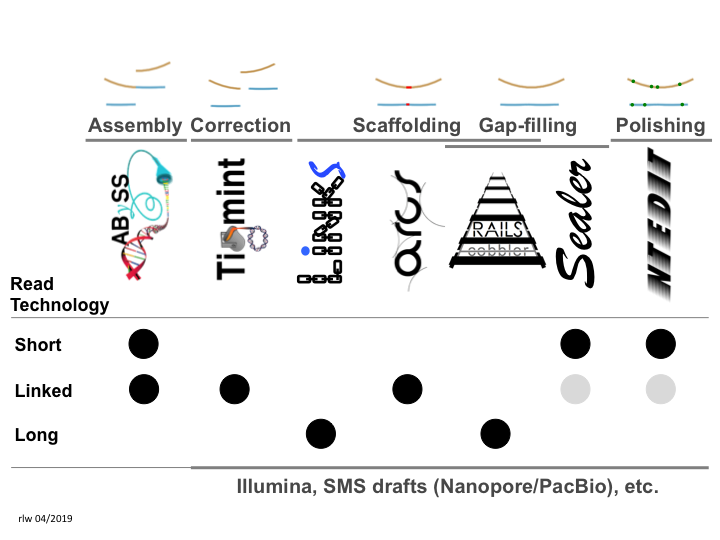 Assembly Correction Scaffolding Gap-filling Polishing
ABySS
Tigmint
LINKS
arcs
RAILS
cobbler
Sealer
NTEDIT
Read
Technology
Short
Linked
Long
Illumina, SMS drafts (Nanopore/PacBio), etc.
rlw 04/2019